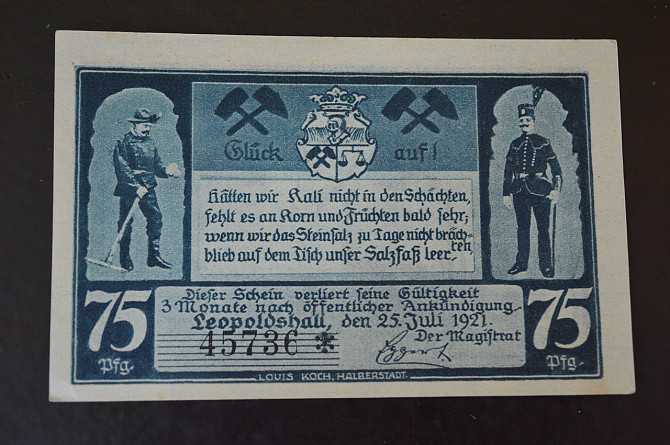 Glück auf!
Hätten wir Kali nicht in den Schächten,
fehlt es an Korn und Früchten bald sehr;
wenn wir das Steinsalz zu Tage nicht bräch-
ten,
blieb auf dem Tisch unser Salzfaß leer.
75 Pfg.
Dieser Schein verliert seine Gültigkeit
3 Monate nach öffentlicher Ankündigung.
Leopoldshall, den 25. Juli 1921.
Der Magistrat
45736 *
75 Pfg.
LOUIS KOCH, HALBERSTADT.